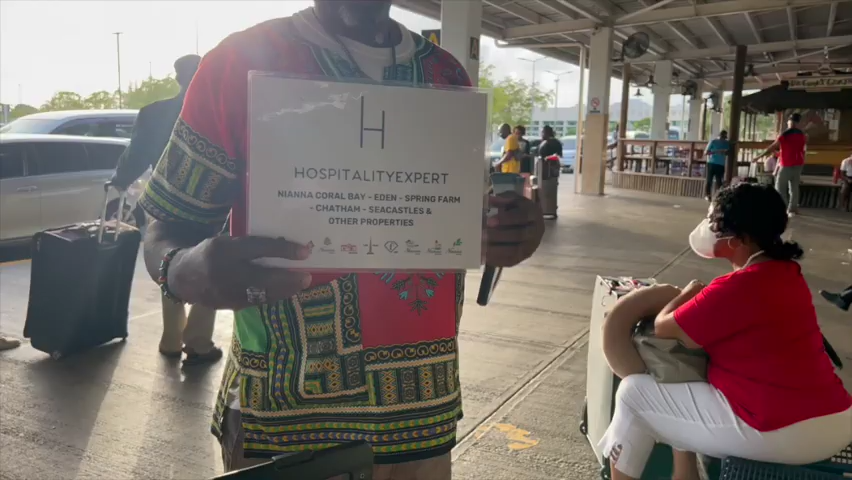 H
HOSPITALITYEXPERT
NIANNA CORAL BAY - EDEN - SPRING FARM
- CHATHAM - SEACASTLES &
OTHER PROPERTIES